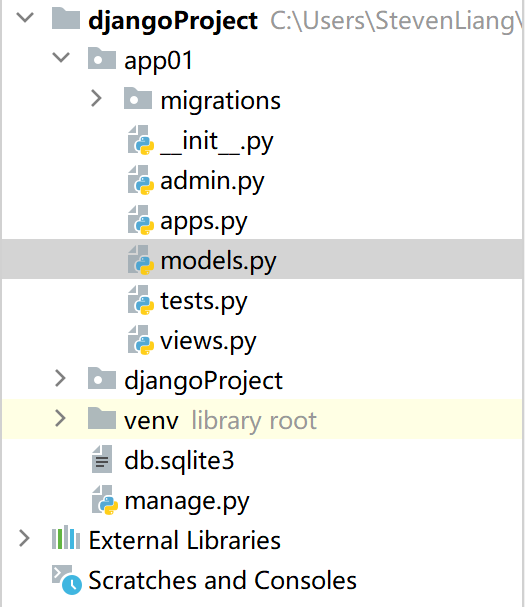 djangoProject C:\Users\StevenLiang\
app01
migrations
__init__.py
admin.py
apps.py
models.py
tests.py
views.py
djangoProject
venv library root
db.sqlite3
manage.py
External Libraries
Scratches and Consoles